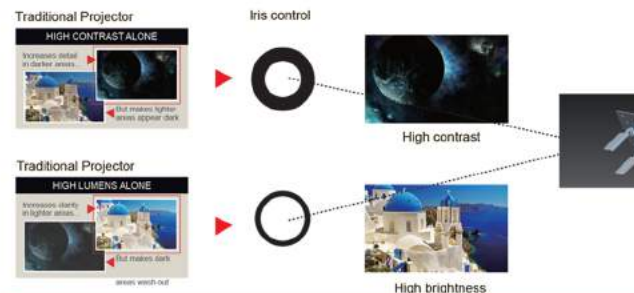 Traditional Projector
HIGH CONTRAST ALONE
Increases detail
in darker areas...
But makes lighter
areas appear dark
Iris control
High contrast
Traditional Projector
HIGH LUMENS ALONE
Increases clarity
in lighter areas...
But makes dark
areas wash-out
High brightness